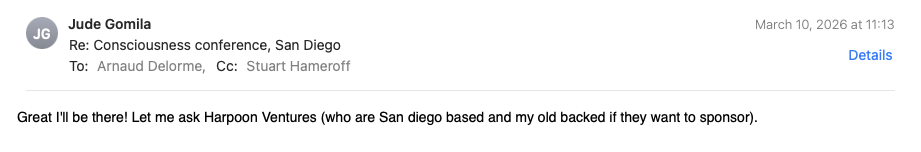 JG
Jude Gomila
March 10, 2026 at 11:13
Re: Consciousness conference, San Diego
Details
To: Arnaud Delorme, Cc: Stuart Hameroff
Great I'll be there! Let me ask Harpoon Ventures (who are San diego based and my old backed if they want to sponsor).